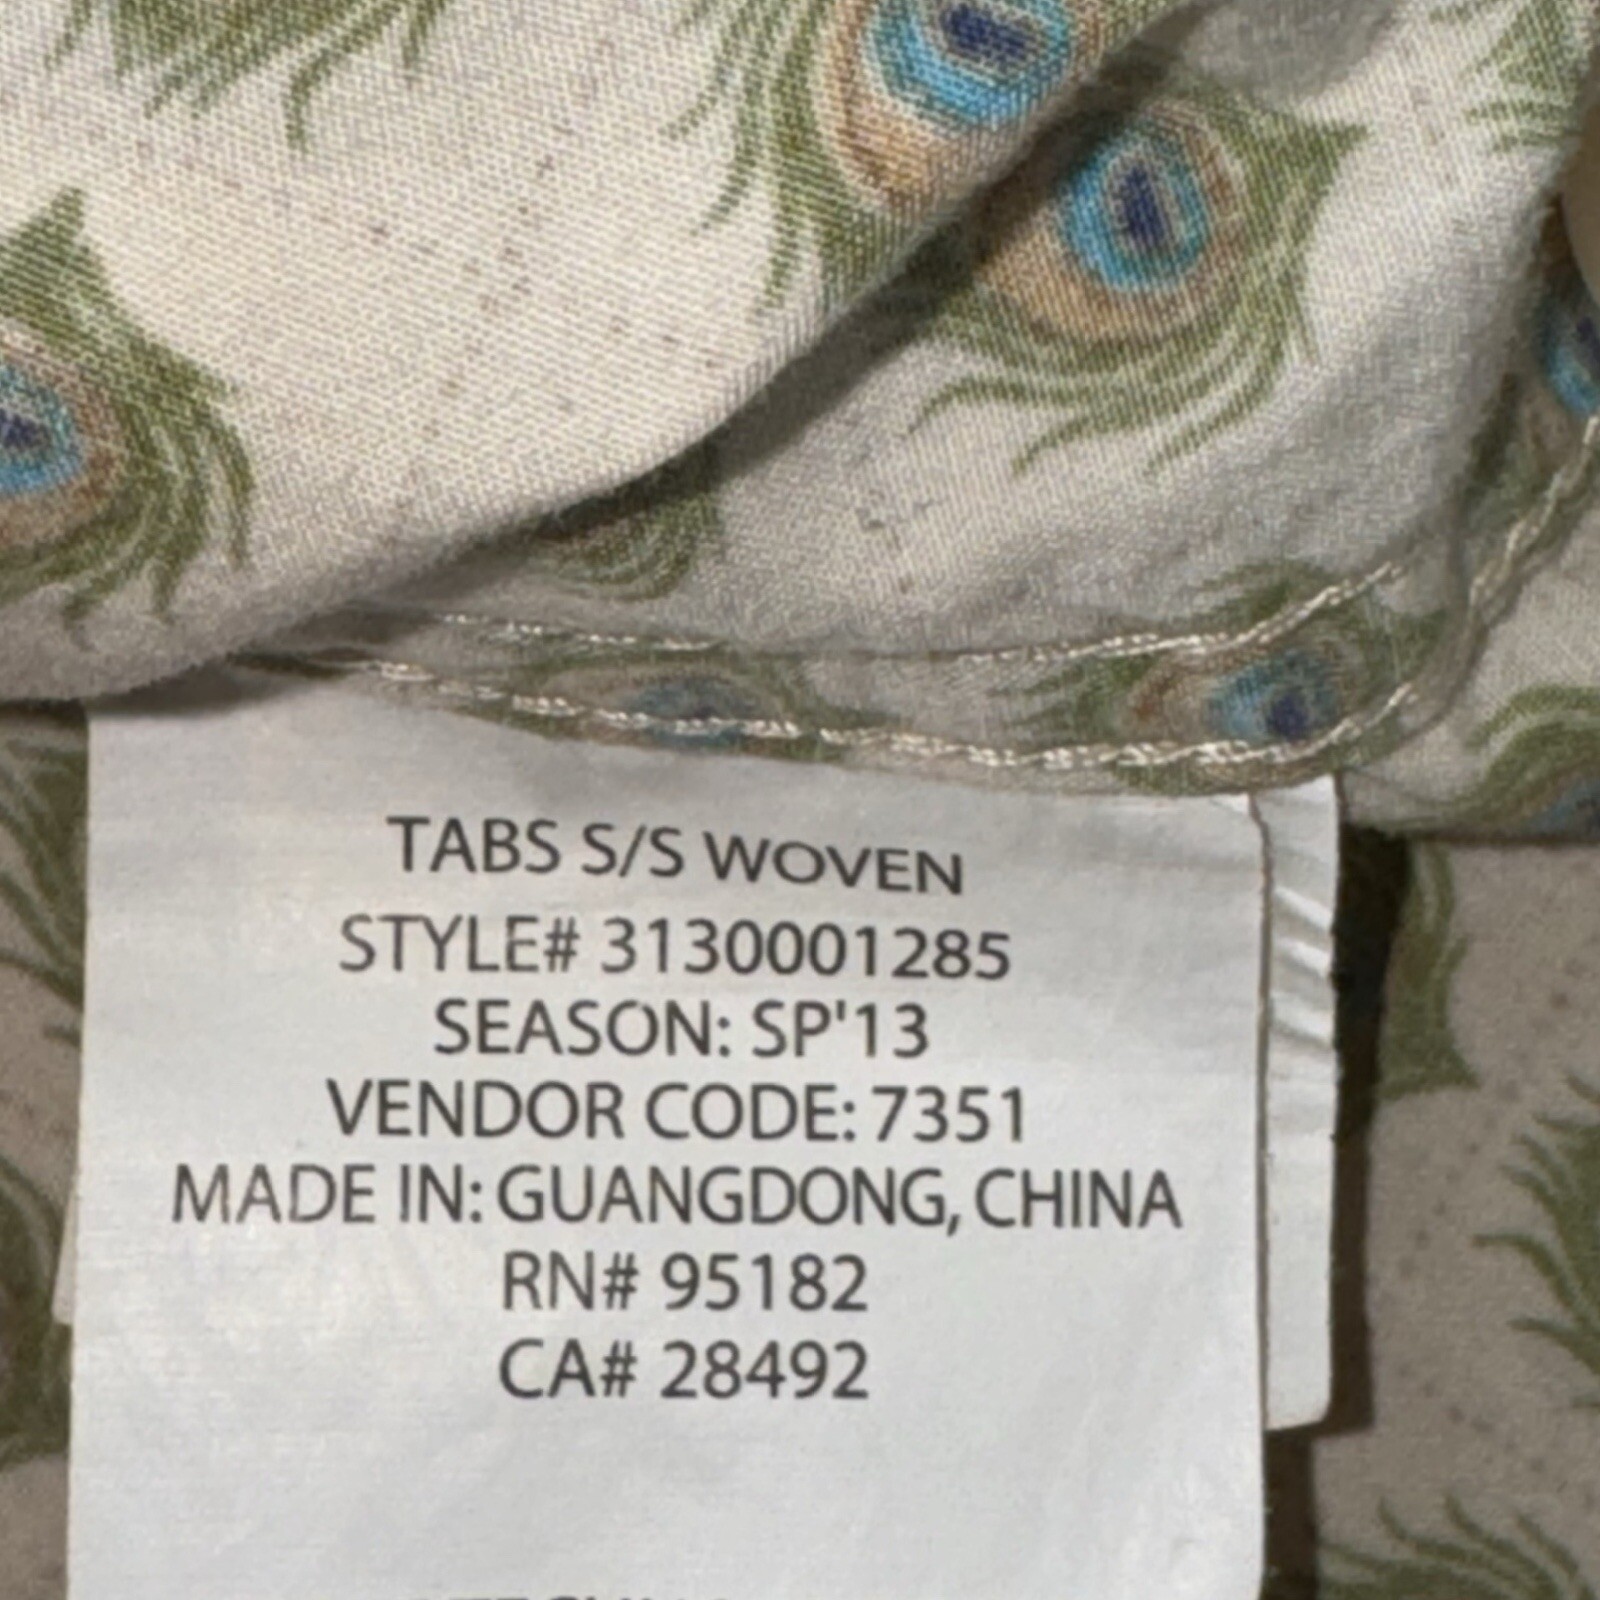 TABS S/S WOVEN
STYLE# 3130001285
SEASON: SP'13
VENDOR CODE: 7351
MADE IN: GUANGDONG, CHINA
RN# 95182
CA# 28492